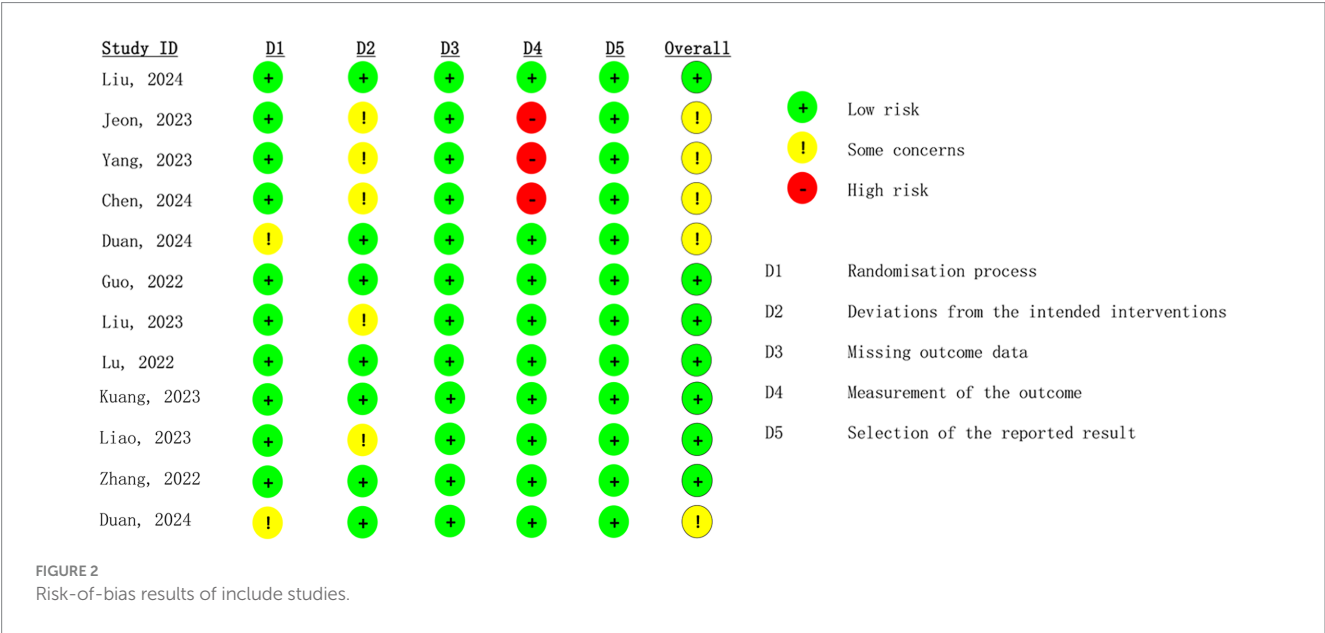 Study ID D1 D2 D3 D4 D5 Overall
Liu, 2024 + + + + + +
Jeon, 2023 + ! + - + !
Yang, 2023 + ! + - + !
Chen, 2024 + ! + - + !
Duan, 2024 ! + + + + !
Guo, 2022 + + + + + +
Liu, 2023 + ! + + + +
Lu, 2022 + + + + + +
Kuang, 2023 + + + + + +
Liao, 2023 + ! + + + +
Zhang, 2022 + + + + + +
Duan, 2024 ! + + + + !
+ Low risk
! Some concerns
- High risk
D1 Randomisation process
D2 Deviations from the intended interventions
D3 Missing outcome data
D4 Measurement of the outcome
D5 Selection of the reported result
FIGURE 2
Risk-of-bias results of include studies.